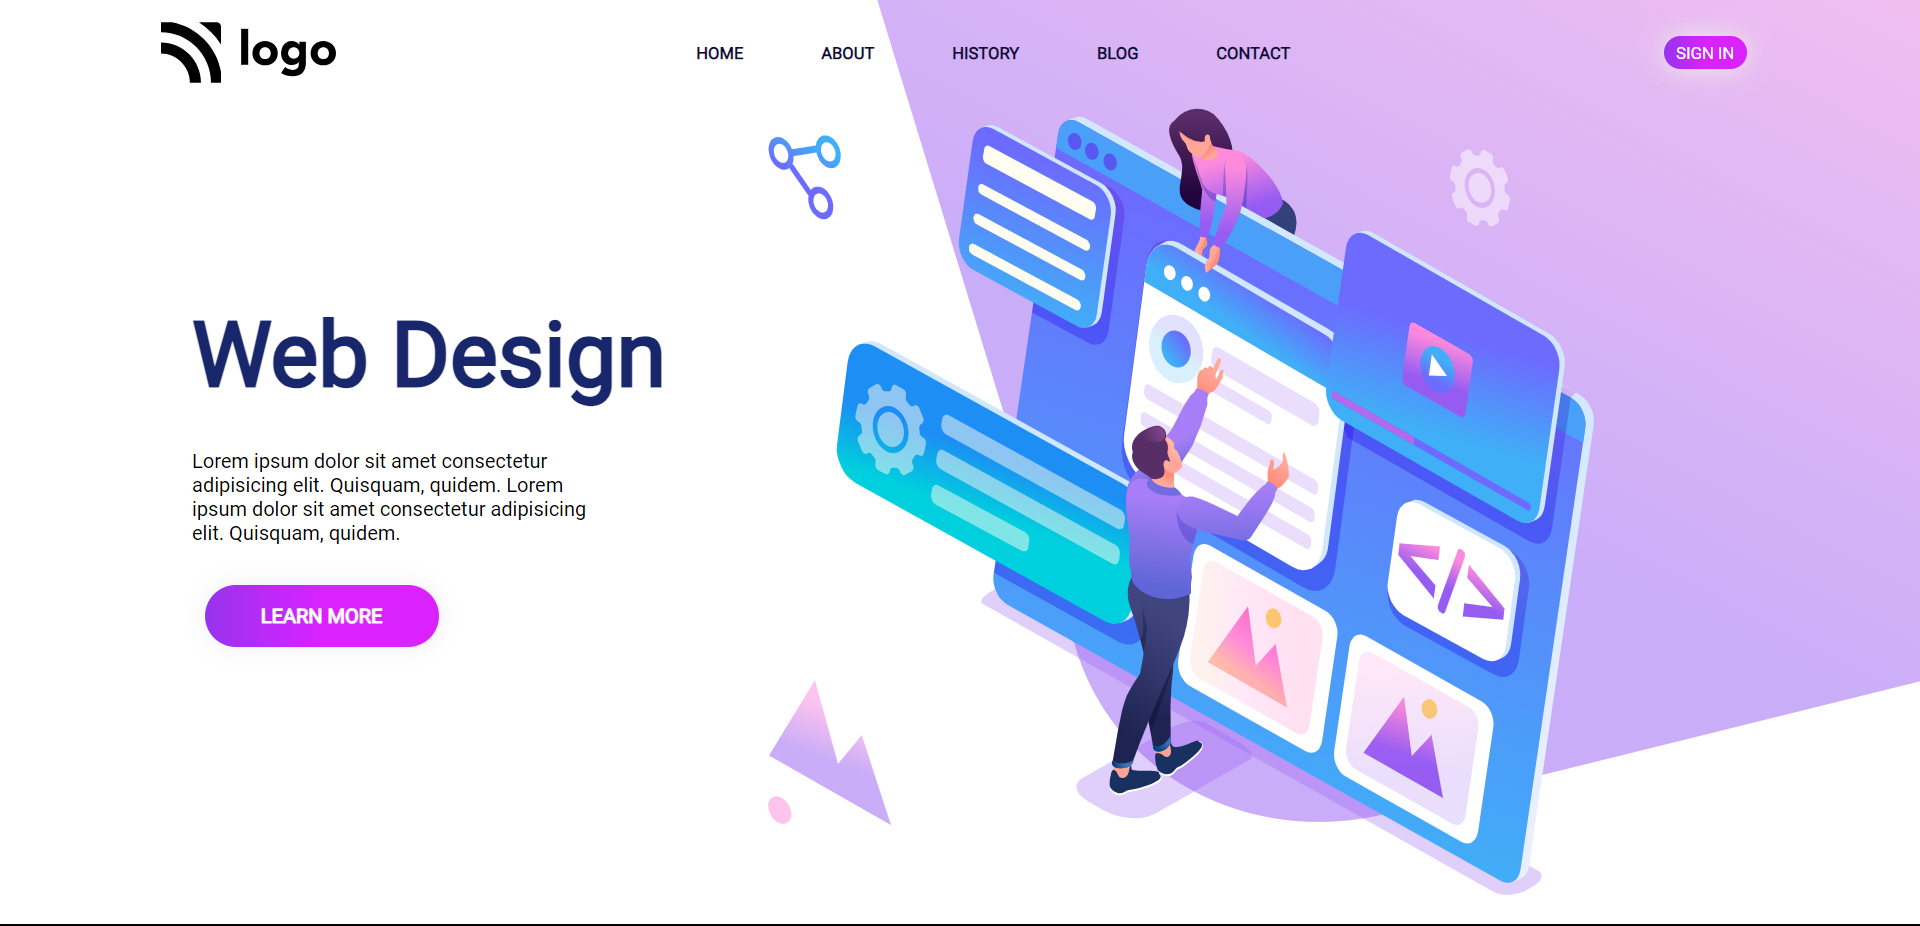 logo
HOME ABOUT HISTORY BLOG CONTACT
SIGN IN
Web Design
Lorem ipsum dolor sit amet consectetur
adipisicing elit. Quisquam, quidem. Lorem
ipsum dolor sit amet consectetur adipisicing
elit. Quisquam, quidem.
LEARN MORE